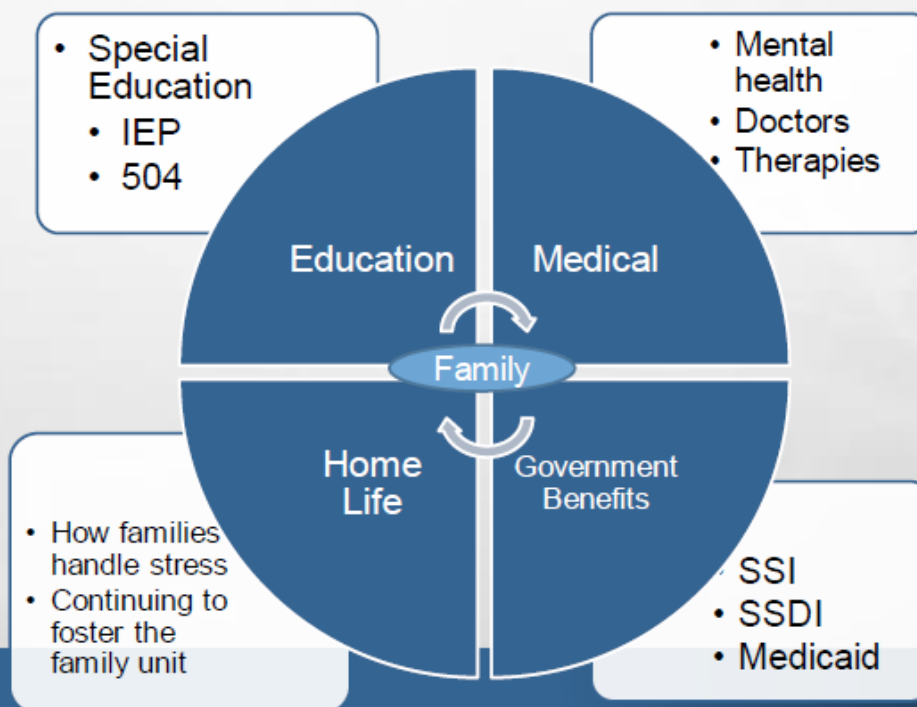 • Special
Education
• IEP
• 504
• Mental
health
• Doctors
• Therapies
Education
Medical
Family
Home
Life
Government
Benefits
• How families
handle stress
• Continuing to
foster the
family unit
• SSI
• SSDI
• Medicaid